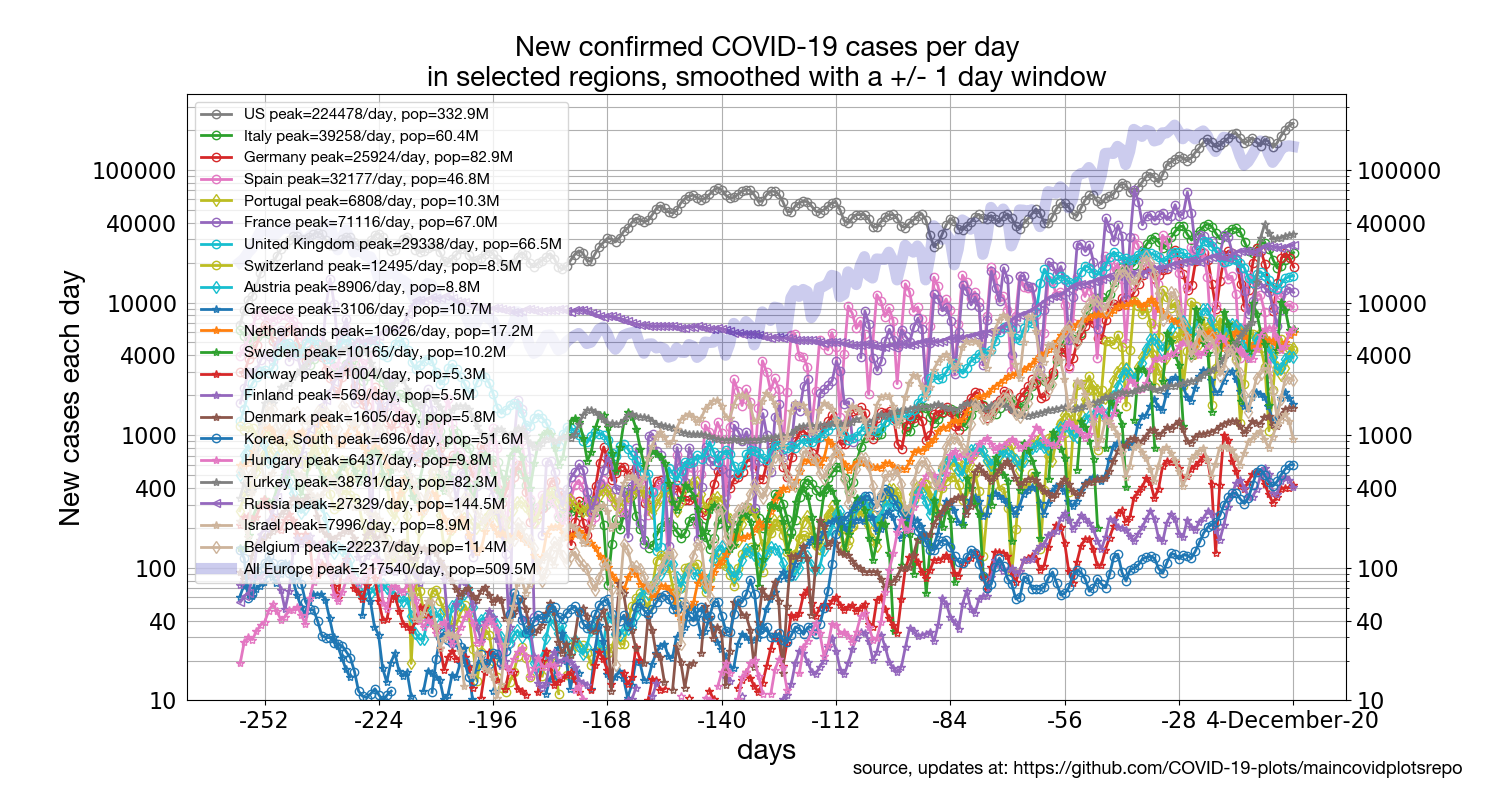 New confirmed COVID-19 cases per day
in selected regions, smoothed with a +/- 1 day window
US peak=224478/day, pop=332.9M
Italy peak=39258/day, pop=60.4M
Germany peak=25924/day, pop=82.9M
Spain peak=32177/day, pop=46.8M
Portugal peak=6808/day, pop=10.3M
France peak=71116/day, pop=67.0M
United Kingdom peak=29338/day, pop=66.5M
Switzerland peak=12495/day, pop=8.5M
Austria peak=8906/day, pop=8.8M
Greece peak=3106/day, pop=10.7M
Netherlands peak=10626/day, pop=17.2M
Sweden peak=10165/day, pop=10.2M
Norway peak=1004/day, pop=5.3M
Finland peak=569/day, pop=5.5M
Denmark peak=1605/day, pop=5.8M
Korea, South peak=696/day, pop=51.6M
Hungary peak=6437/day, pop=9.8M
Turkey peak=38781/day, pop=82.3M
Russia peak=27329/day, pop=144.5M
Israel peak=7996/day, pop=8.9M
Belgium peak=22237/day, pop=11.4M
All Europe peak=217540/day, pop=509.5M
New cases each day
100000
40000
10000
4000
1000
400
100
40
10
100000
40000
10000
4000
1000
400
100
40
10
-252 -224 -196 -168 -140 -112 -84 -56 -28 4-December-20
days
source, updates at: https://github.com/COVID-19-plots/maincovidplotsrepo